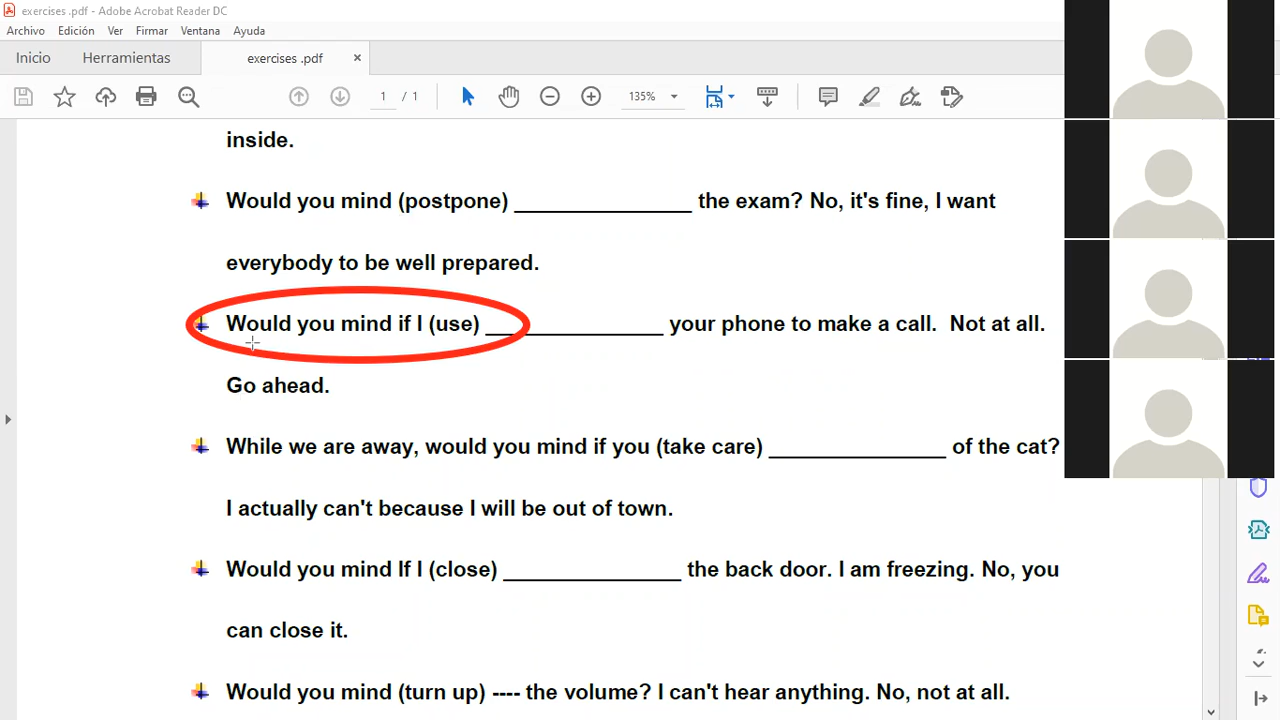 exercises .pdf - Adobe Acrobat Reader DC
Archivo Edición Ver Firmar Ventana Ayuda
Inicio Herramientas exercises .pdf ×
1 / 1 135%
inside.
Would you mind (postpone) _______________ the exam? No, it's fine, I want
everybody to be well prepared.
Would you mind if I (use) _______________ your phone to make a call.  Not at all.
Go ahead.
While we are away, would you mind if you (take care) _______________ of the cat?
I actually can't because I will be out of town.
Would you mind If I (close) _______________ the back door. I am freezing. No, you
can close it.
Would you mind (turn up) ---- the volume? I can't hear anything. No, not at all.